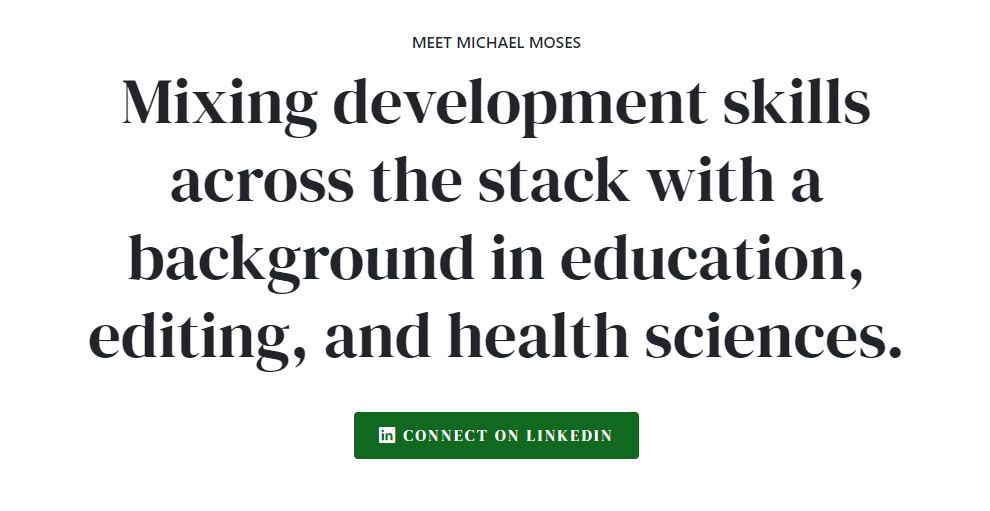 MEET MICHAEL MOSES
Mixing development skills
across the stack with a
background in education,
editing, and health sciences.
in CONNECT ON LINKEDIN